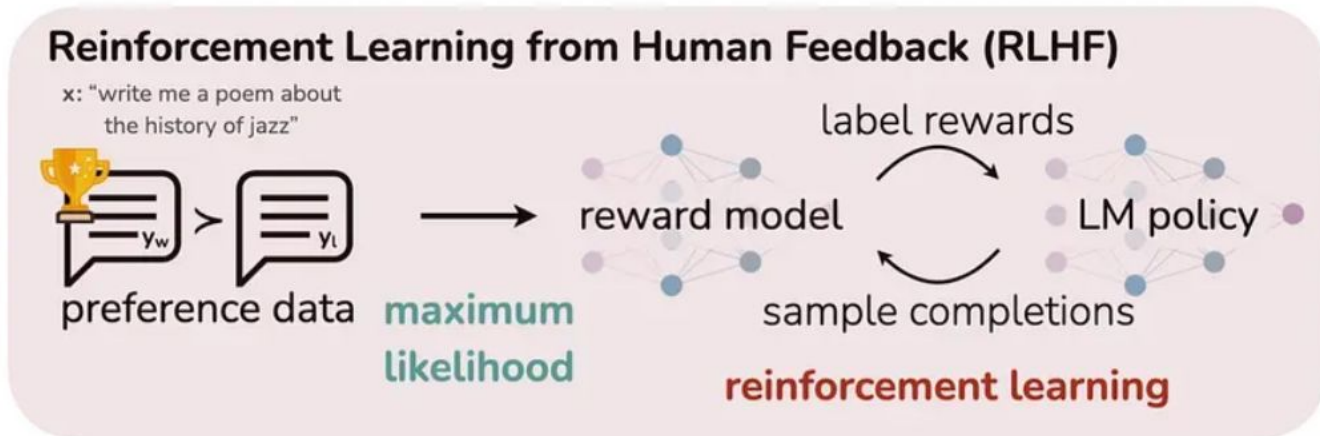 Reinforcement Learning from Human Feedback (RLHF)
x: “write me a poem about
the history of jazz”
label rewards
yw
≻
yl
reward model
LM policy
preference data
maximum
likelihood
sample completions
reinforcement learning